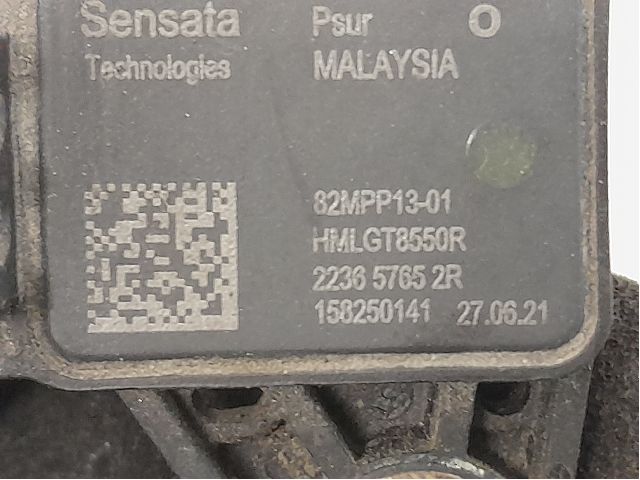 Sensata Psur O
Technologies MALAYSIA
82MPP13-01
HMLGT8550R
2236 5765 2R
158250141 27.06.21